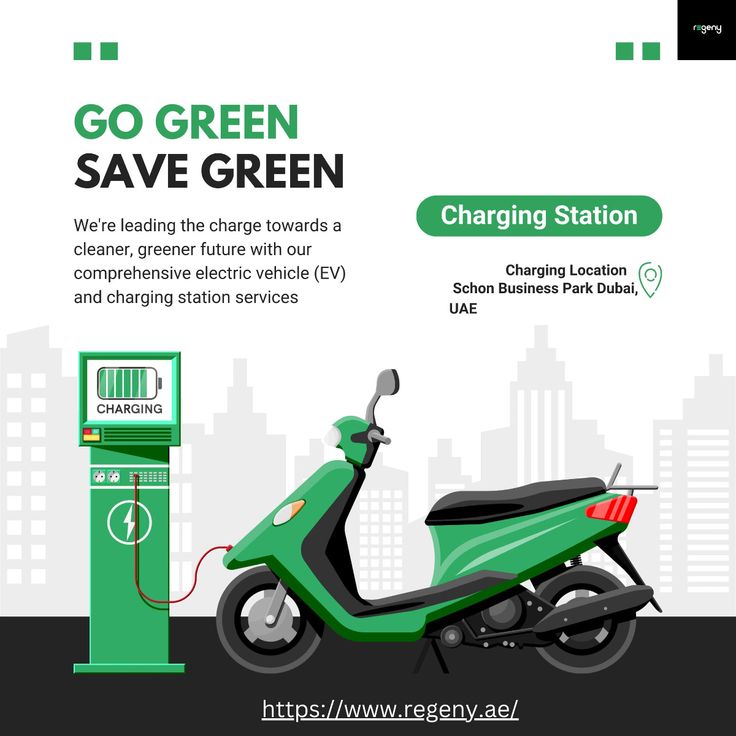 regeny
GO GREEN
SAVE GREEN
We're leading the charge towards a
cleaner, greener future with our
comprehensive electric vehicle (EV)
and charging station services
Charging Station
Charging Location
Schon Business Park Dubai,
UAE
CHARGING
https://www.regeny.ae/